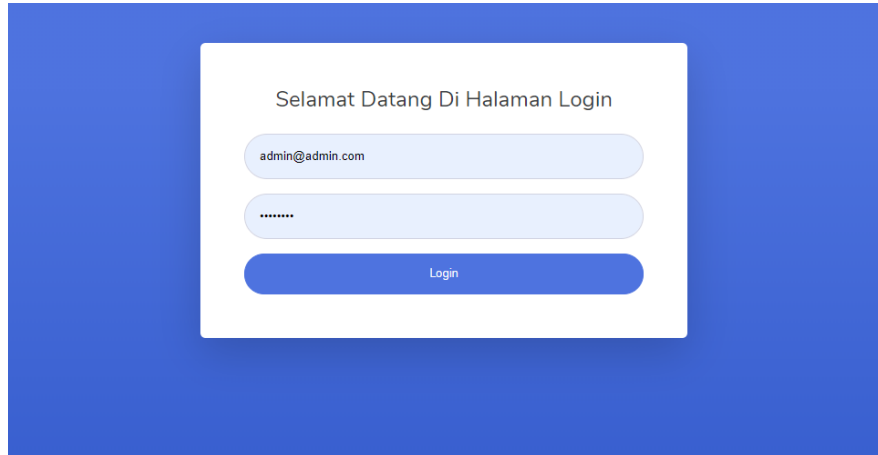 Selamat Datang Di Halaman Login
admin@admin.com
••••••••
Login